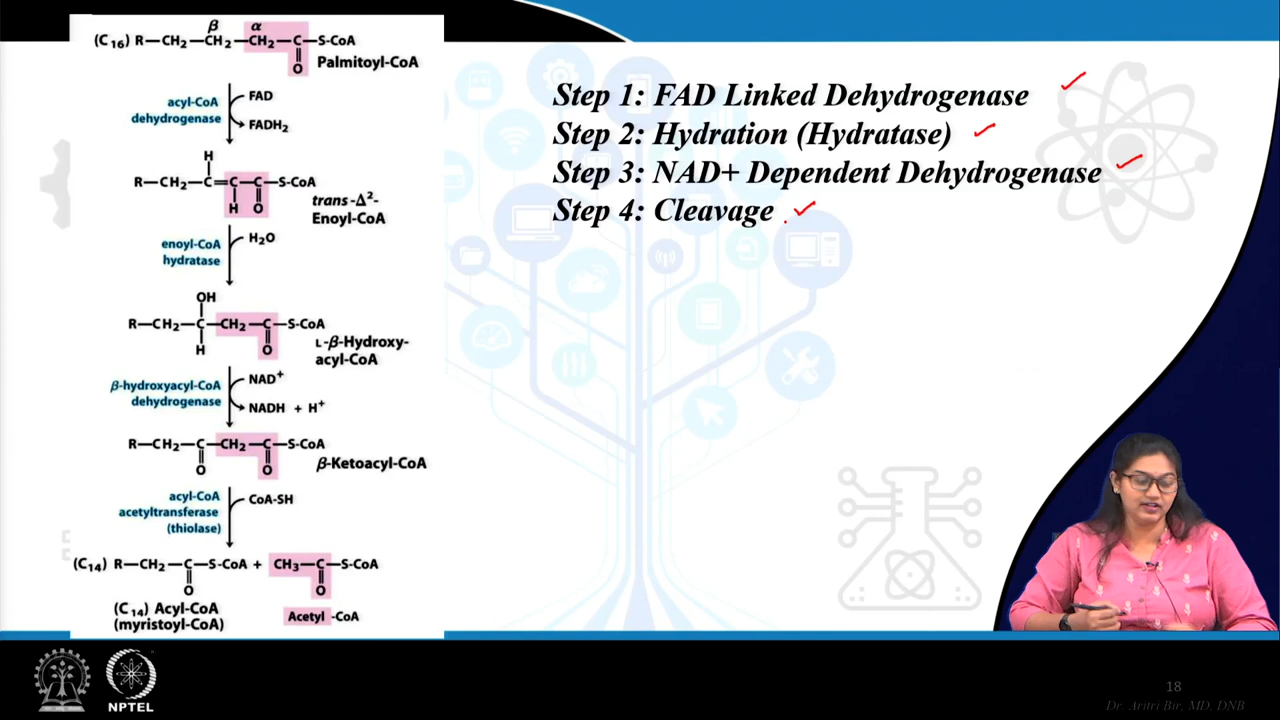 β α
(C16) R—CH2—CH2—CH2—C—S-CoA
O
Palmitoyl-CoA
acyl-CoA
dehydrogenase
FAD
FADH2
H
R—CH2—C=C—C—S-CoA
H O
trans-Δ2-
Enoyl-CoA
enoyl-CoA
hydratase
H2O
OH
R—CH2—C—CH2—C—S-CoA
H O
L-β-Hydroxy-
acyl-CoA
β-hydroxyacyl-CoA
dehydrogenase
NAD+
NADH + H+
R—CH2—C—CH2—C—S-CoA
O O
β-Ketoacyl-CoA
acyl-CoA
acetyltransferase
(thiolase)
CoA-SH
(C14) R—CH2—C—S-CoA + CH3—C—S-CoA
O O
(C14) Acyl-CoA
(myristoyl-CoA)
Acetyl -CoA
Step 1: FAD Linked Dehydrogenase
Step 2: Hydration (Hydratase)
Step 3: NAD+ Dependent Dehydrogenase
Step 4: Cleavage
NPTEL
18
Dr. Aritri Bir, MD, DNB